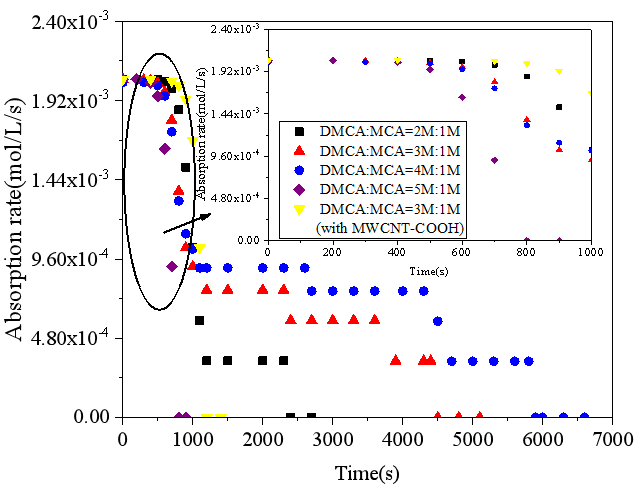 2.40x10⁻³
1.92x10⁻³
1.44x10⁻³
9.60x10⁻⁴
4.80x10⁻⁴
0.00
Absorption rate(mol/L/s)
0 1000 2000 3000 4000 5000 6000 7000
Time(s)
2.40x10⁻³
1.92x10⁻³
1.44x10⁻³
9.60x10⁻⁴
4.80x10⁻⁴
0.00
Absorption rate(mol/L/s)
0 200 400 600 800 1000
Time(s)
DMCA:MCA=2M:1M
DMCA:MCA=3M:1M
DMCA:MCA=4M:1M
DMCA:MCA=5M:1M
DMCA:MCA=3M:1M
(with MWCNT-COOH)